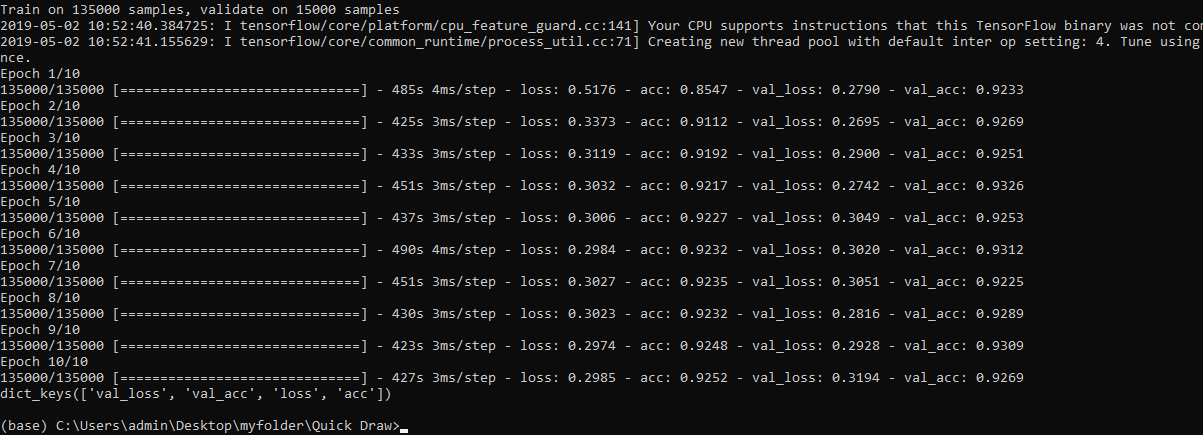 Train on 135000 samples, validate on 15000 samples
2019-05-02 10:52:40.384725: I tensorflow/core/platform/cpu_feature_guard.cc:141] Your CPU supports instructions that this TensorFlow binary was not co
2019-05-02 10:52:41.155629: I tensorflow/core/common_runtime/process_util.cc:71] Creating new thread pool with default inter op setting: 4. Tune using
nce.
Epoch 1/10
135000/135000 [==============================] - 485s 4ms/step - loss: 0.5176 - acc: 0.8547 - val_loss: 0.2790 - val_acc: 0.9233
Epoch 2/10
135000/135000 [==============================] - 425s 3ms/step - loss: 0.3373 - acc: 0.9112 - val_loss: 0.2695 - val_acc: 0.9269
Epoch 3/10
135000/135000 [==============================] - 433s 3ms/step - loss: 0.3119 - acc: 0.9192 - val_loss: 0.2900 - val_acc: 0.9251
Epoch 4/10
135000/135000 [==============================] - 451s 3ms/step - loss: 0.3032 - acc: 0.9217 - val_loss: 0.2742 - val_acc: 0.9326
Epoch 5/10
135000/135000 [==============================] - 437s 3ms/step - loss: 0.3006 - acc: 0.9227 - val_loss: 0.3049 - val_acc: 0.9253
Epoch 6/10
135000/135000 [==============================] - 490s 4ms/step - loss: 0.2984 - acc: 0.9232 - val_loss: 0.3020 - val_acc: 0.9312
Epoch 7/10
135000/135000 [==============================] - 451s 3ms/step - loss: 0.3027 - acc: 0.9235 - val_loss: 0.3051 - val_acc: 0.9225
Epoch 8/10
135000/135000 [==============================] - 430s 3ms/step - loss: 0.3023 - acc: 0.9232 - val_loss: 0.2816 - val_acc: 0.9289
Epoch 9/10
135000/135000 [==============================] - 423s 3ms/step - loss: 0.2974 - acc: 0.9248 - val_loss: 0.2928 - val_acc: 0.9309
Epoch 10/10
135000/135000 [==============================] - 427s 3ms/step - loss: 0.2985 - acc: 0.9252 - val_loss: 0.3194 - val_acc: 0.9269
dict_keys(['val_loss', 'val_acc', 'loss', 'acc'])
(base) C:\Users\admin\Desktop\myfolder\Quick Draw>